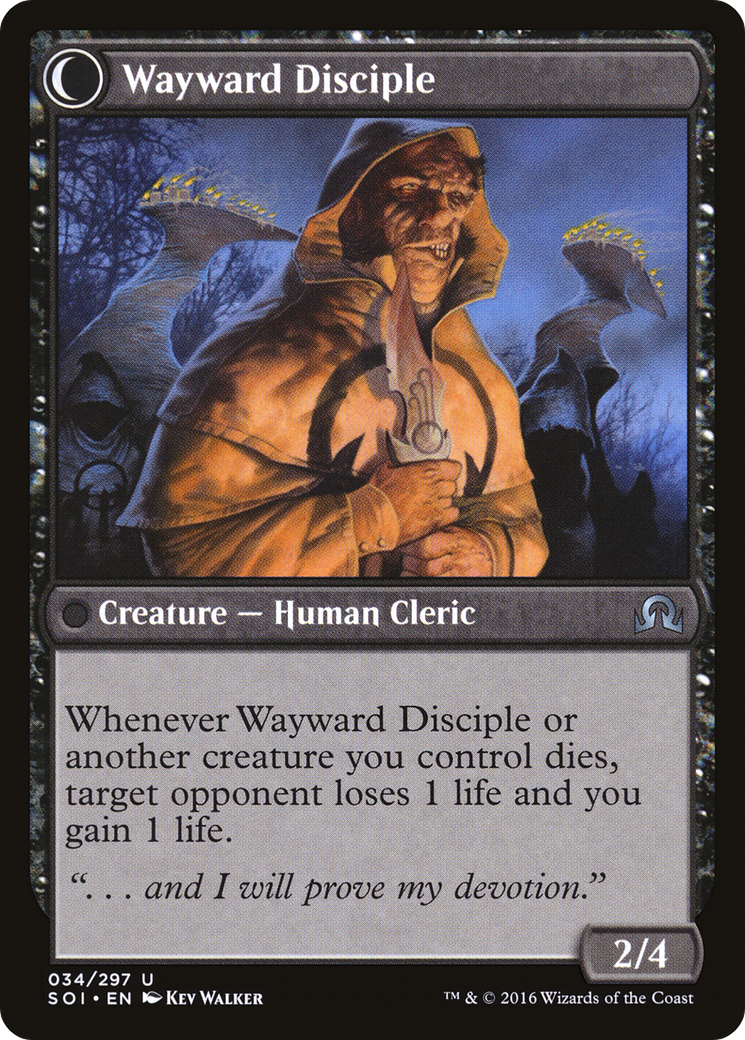 Wayward Disciple
Creature — Human Cleric
Whenever Wayward Disciple or
another creature you control dies,
target opponent loses 1 life and you
gain 1 life.
“. . . and I will prove my devotion.”
2/4
034/297 U
SOI • EN Kev Walker
™ & © 2016 Wizards of the Coast